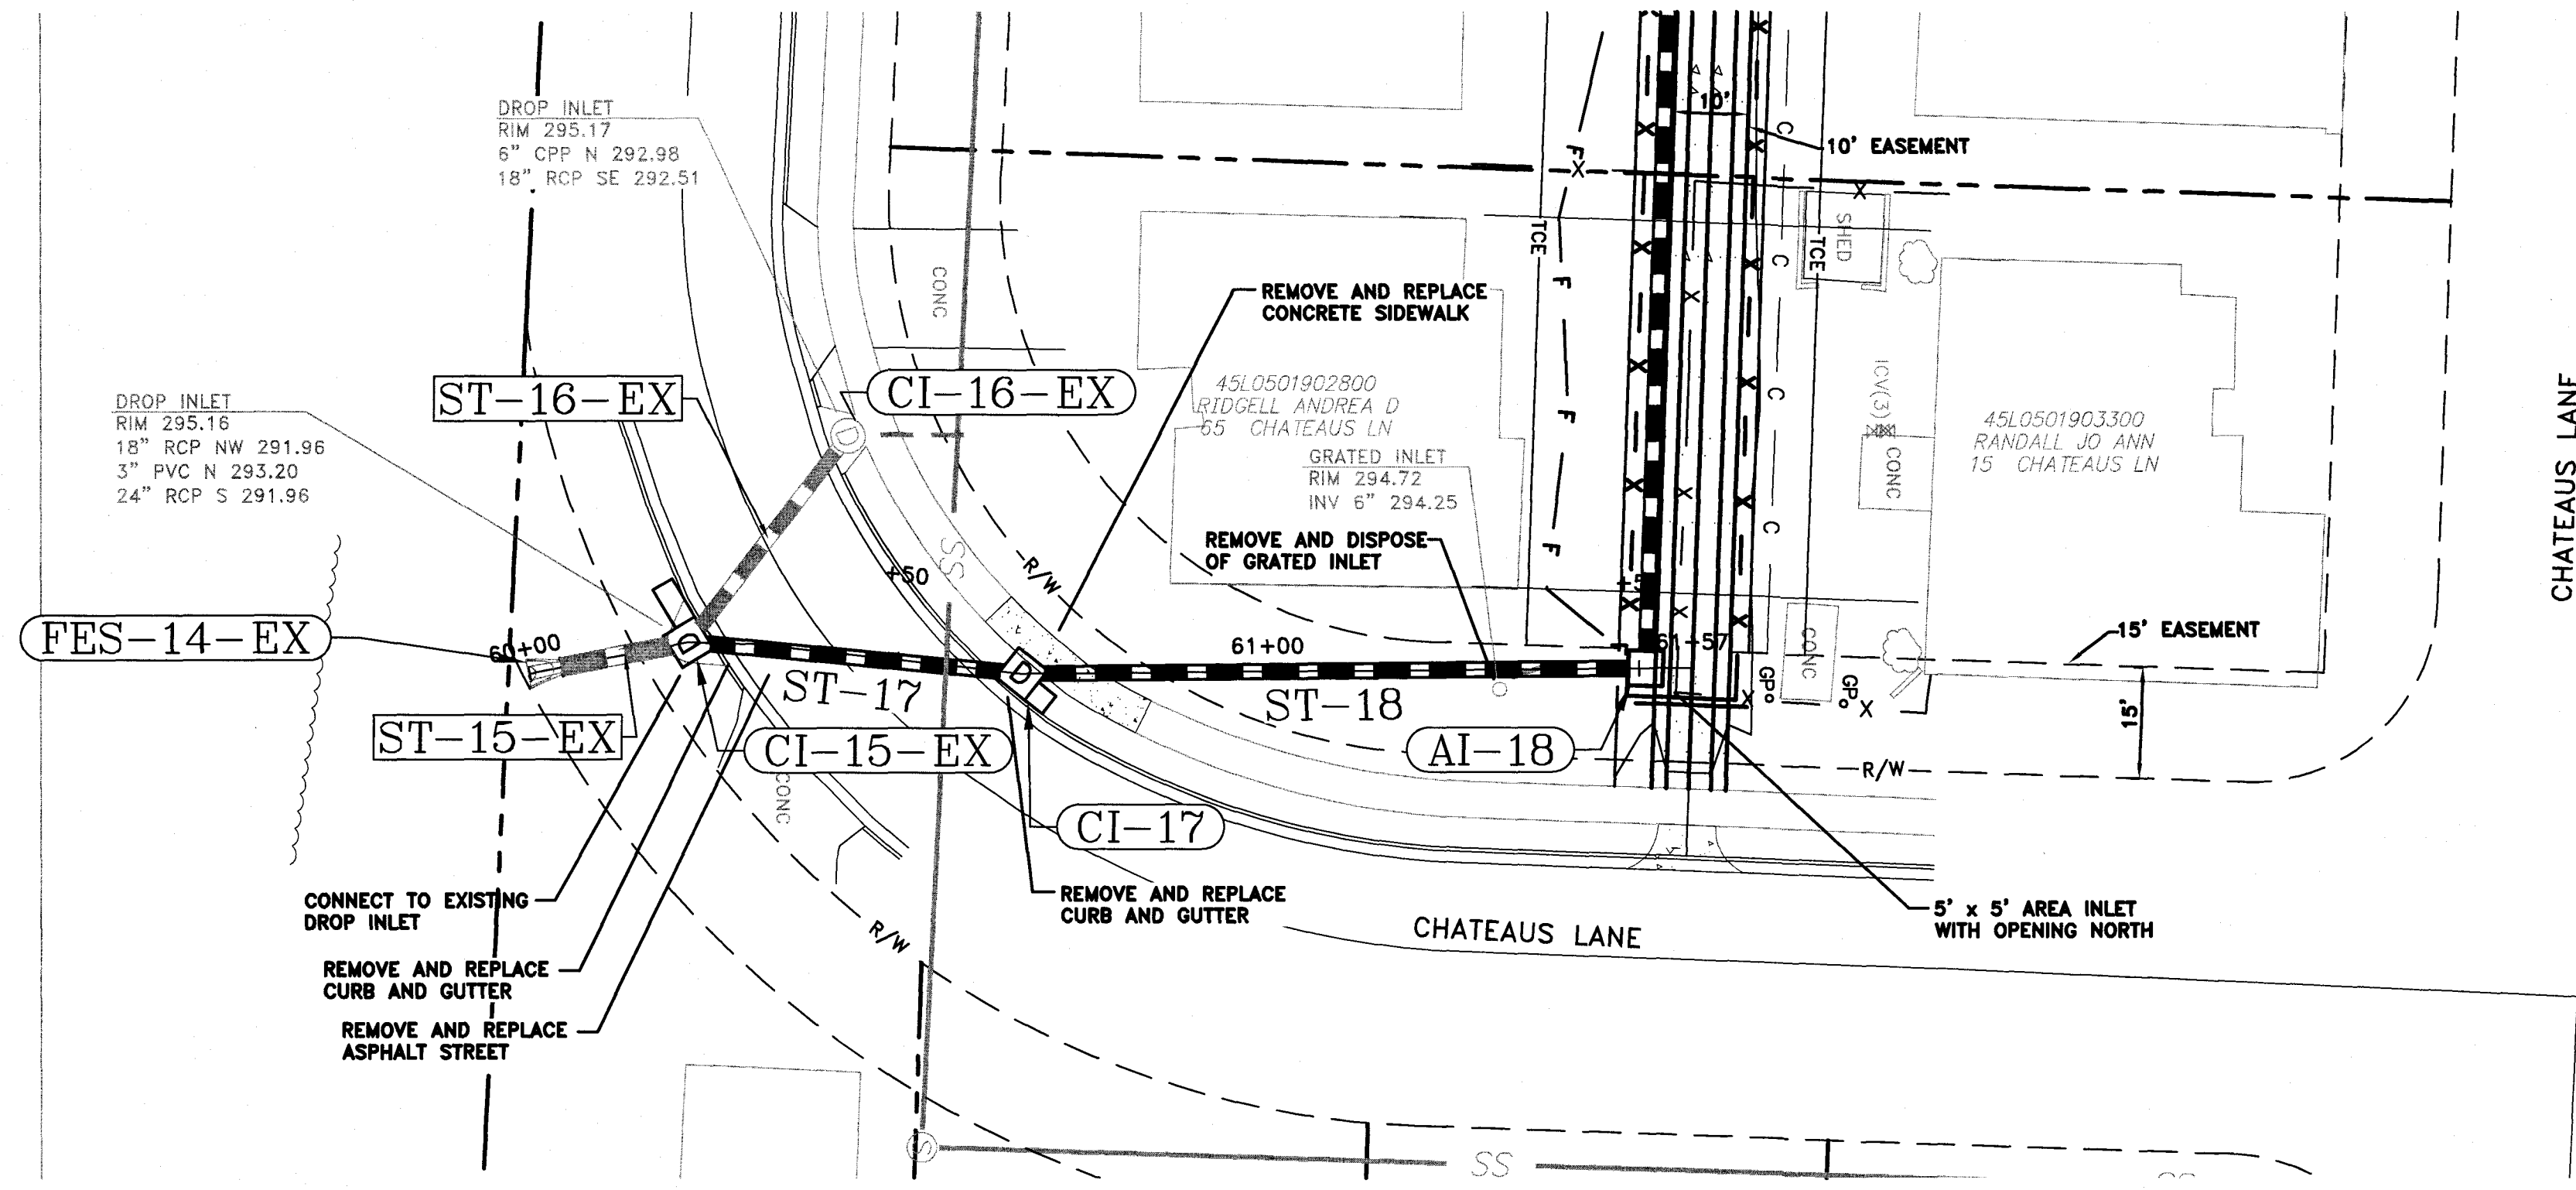 DROP INLET
RIM 295.17
6" CPP N 292.98
18" RCP SE 292.51
10'
C
10' EASEMENT
F
X
X
SHED
TCE
TCE
CONC
C
REMOVE AND REPLACE
CONCRETE SIDEWALK
F
F
ST-16-EX
CI-16-EX
45L0501902800
RIDGELL ANDREA D
65 CHATEAUS LN
ICV(3)
CONC
C
45L0501903300
RANDALL JO ANN
15 CHATEAUS LN
CHATEAUS LANE
DROP INLET
RIM 295.16
18" RCP NW 291.96
3" PVC N 293.20
24" RCP S 291.96
D
GRATED INLET
RIM 294.72
INV 6" 294.25
F
C
REMOVE AND DISPOSE
OF GRATED INLET
F
SS
+50
R/W
FES-14-EX
60+00
D
61+00
61+57
CONC
15' EASEMENT
D
ST-17
ST-18
GP
GP
X
X
15'
ST-15-EX
CI-15-EX
AI-18
R/W
CONC
CI-17
CONNECT TO EXISTING
DROP INLET
REMOVE AND REPLACE
CURB AND GUTTER
R/W
CHATEAUS LANE
5' x 5' AREA INLET
WITH OPENING NORTH
REMOVE AND REPLACE
CURB AND GUTTER
REMOVE AND REPLACE
ASPHALT STREET
S
SS